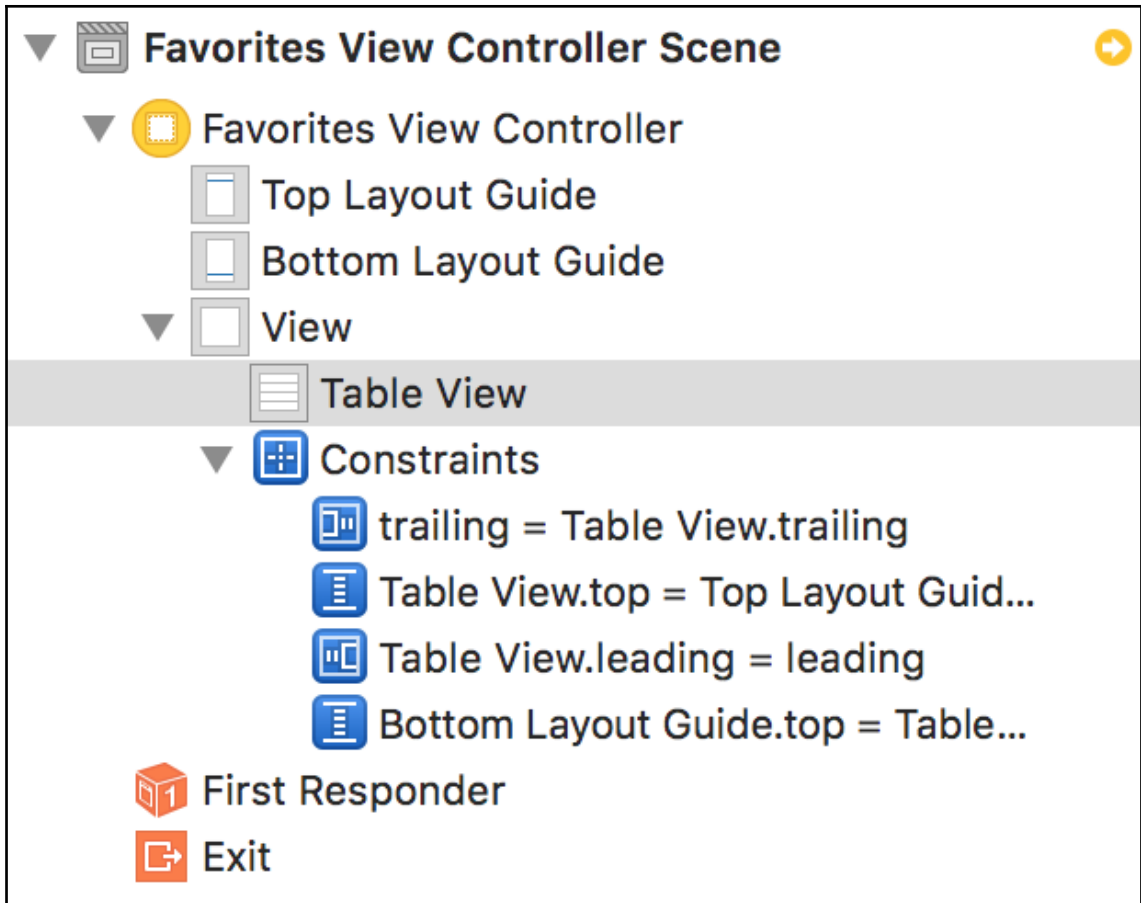 Favorites View Controller Scene
Favorites View Controller
Top Layout Guide
Bottom Layout Guide
View
Table View
Constraints
trailing = Table View.trailing
Table View.top = Top Layout Guid...
Table View.leading = leading
Bottom Layout Guide.top = Table...
First Responder
Exit